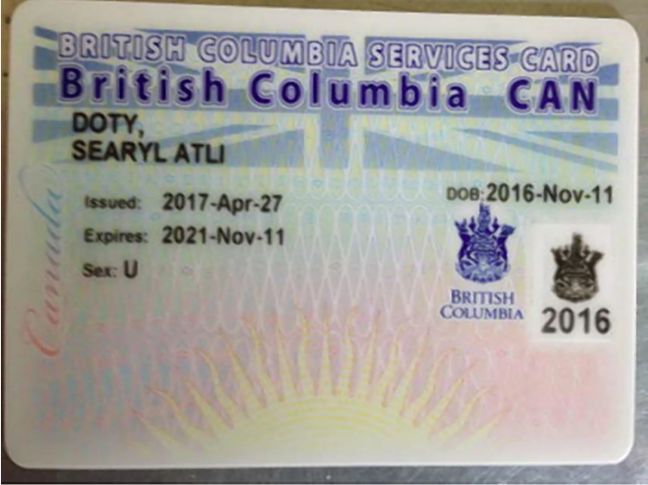 BRITISH COLUMBIA SERVICES CARD
British Columbia CAN
DOTY,
SEARYL ATLI
Issued: 2017-Apr-27
DOB: 2016-Nov-11
Expires: 2021-Nov-11
Sex: U
Canada
BRITISH
COLUMBIA
2016